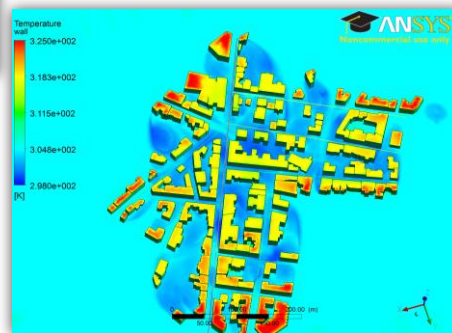 Temperature
wall
ANSYS
Noncommercial use only
3.250e+002
3.183e+002
3.115e+002
3.048e+002
2.980e+002
[K]
0
(m)